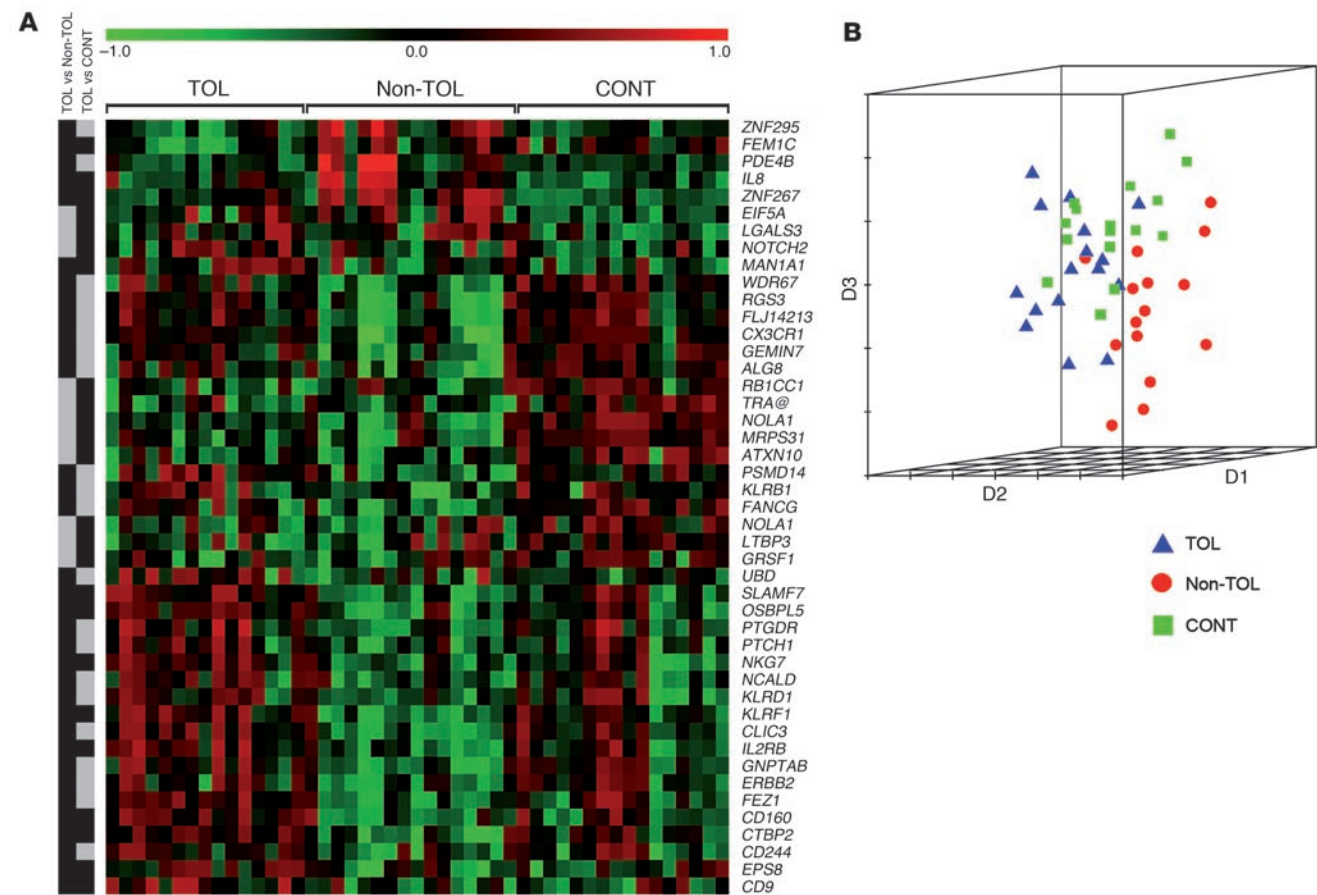 A
−1.0
0.0
1.0
TOL vs Non-TOL
TOL vs CONT
TOL
Non-TOL
CONT
ZNF295
FEM1C
PDE4B
IL8
ZNF267
EIF5A
LGALS3
NOTCH2
MAN1A1
WDR67
RGS3
FLJ14213
CX3CR1
GEMIN7
ALG8
RB1CC1
TRA@
NOLA1
MRPS31
ATXN10
PSMD14
KLRB1
FANCG
NOLA1
LTBP3
GRSF1
UBD
SLAMF7
OSBPL5
PTGDR
PTCH1
NKG7
NCALD
KLRD1
KLRF1
CLIC3
IL2RB
GNPTAB
ERBB2
FEZ1
CD160
CTBP2
CD244
EPS8
CD9
B
D3
D2
D1
TOL
Non-TOL
CONT